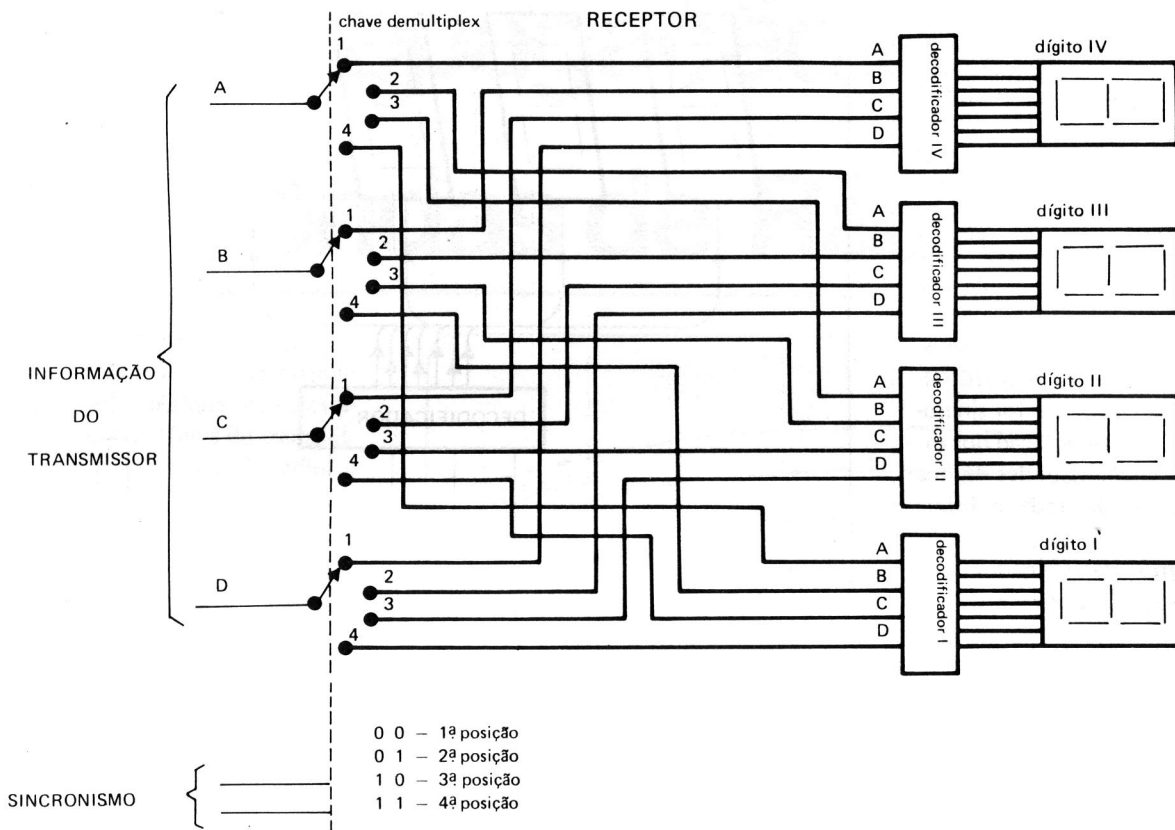 chave demultiplex
RECEPTOR
A
1
2
3
4
A
B
C
D
decodificador IV
dígito IV
B
1
2
3
4
A
B
C
D
decodificador III
dígito III
INFORMAÇÃO
DO
TRANSMISSOR
C
1
2
3
4
A
B
C
D
decodificador II
dígito II
D
1
2
3
4
A
B
C
D
decodificador I
dígito I
0 0 – 1ª posição
0 1 – 2ª posição
1 0 – 3ª posição
1 1 – 4ª posição
SINCRONISMO